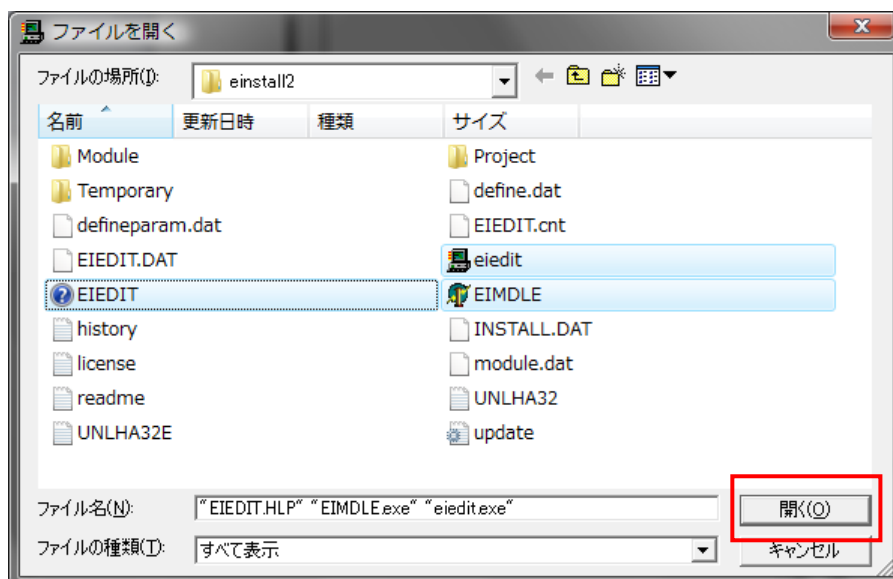 ファイルを開く
ファイルの場所(I):
einstall2
名前 更新日時 種類 サイズ
Module Project
Temporary define.dat
defineparam.dat EIEDIT.cnt
EIEDIT.DAT eiedit
EIEDIT EIMDLE
history INSTALL.DAT
license module.dat
readme UNLHA32
UNLHA32E update
ファイル名(N): "EIEDIT.HLP" "EIMDLE.exe" "eiedit.exe" 開く(O)
ファイルの種類(T): すべて表示 キャンセル